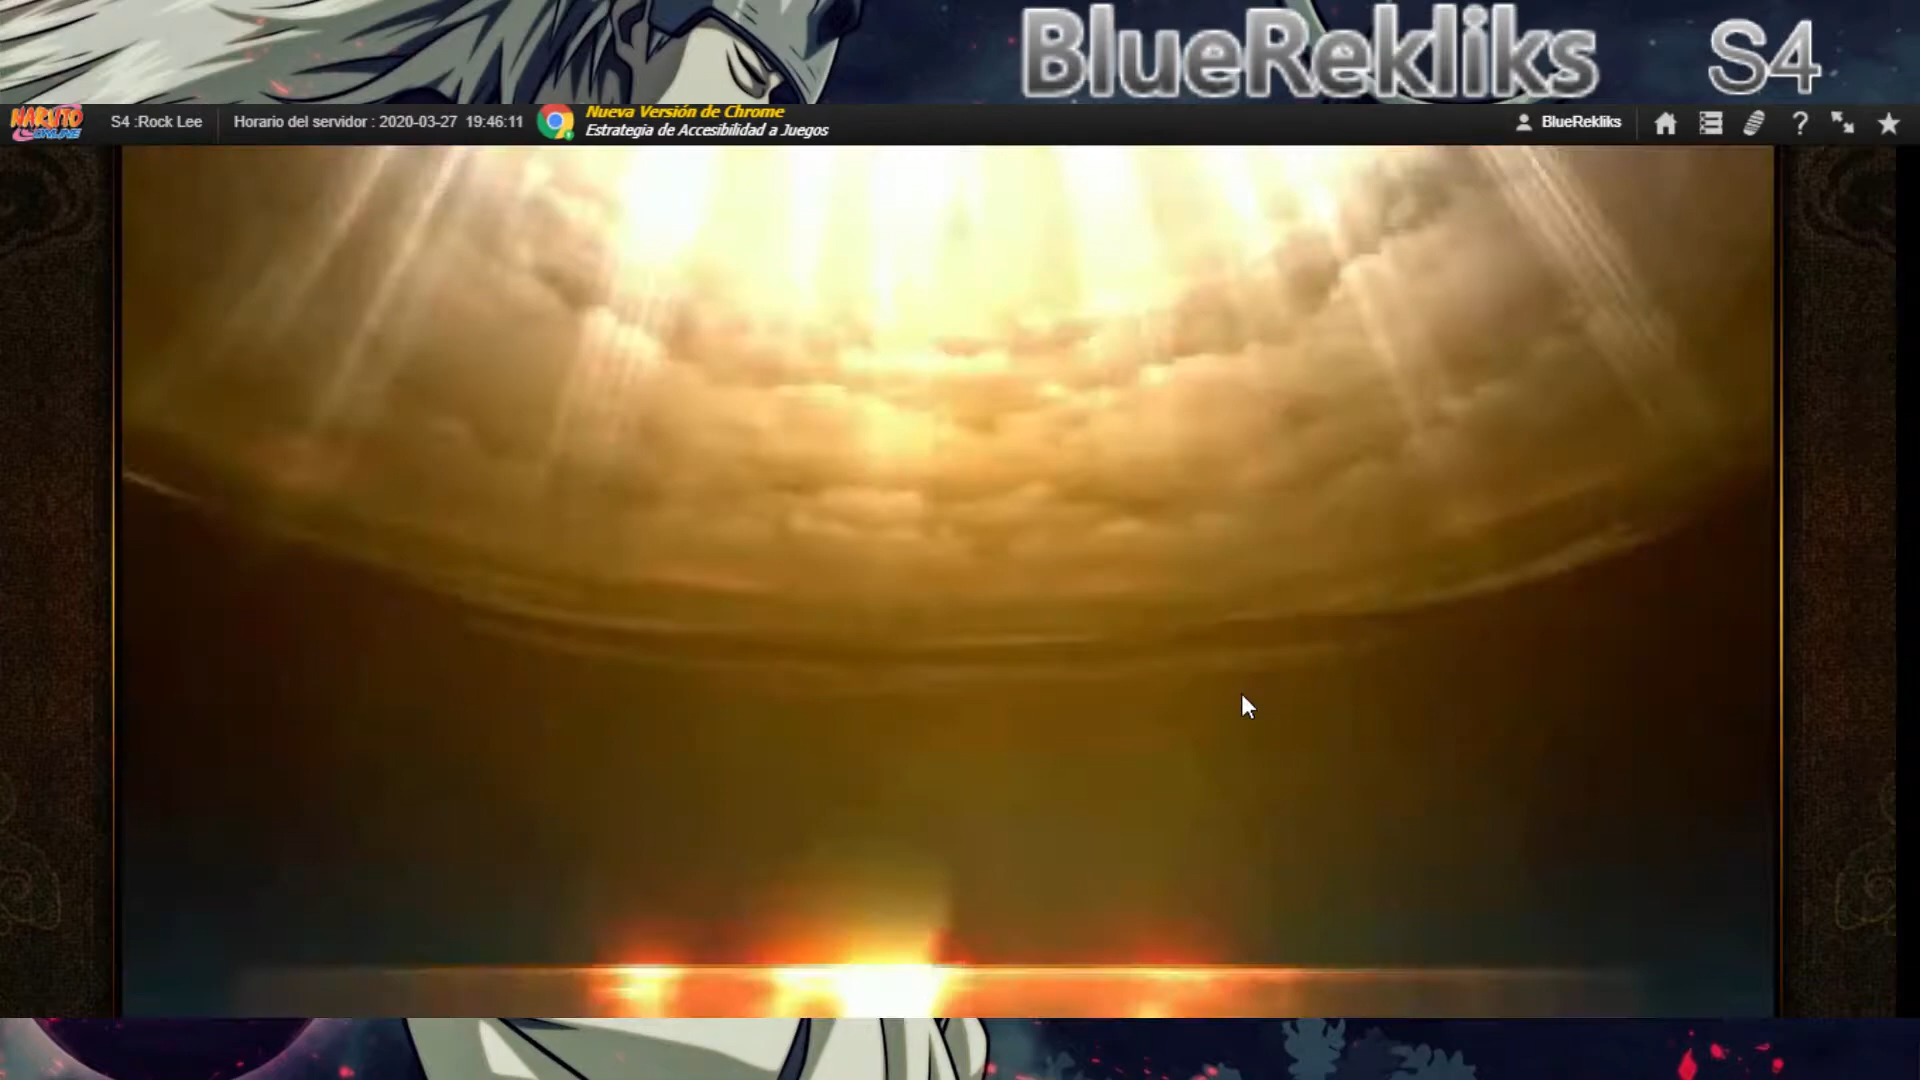 BlueRekliks S4
NARUTO
ONLINE
S4 :Rock Lee
Horario del servidor : 2020-03-27 19:46:11
Nueva Versión de Chrome
Estrategia de Accesibilidad a Juegos
BlueRekliks
?